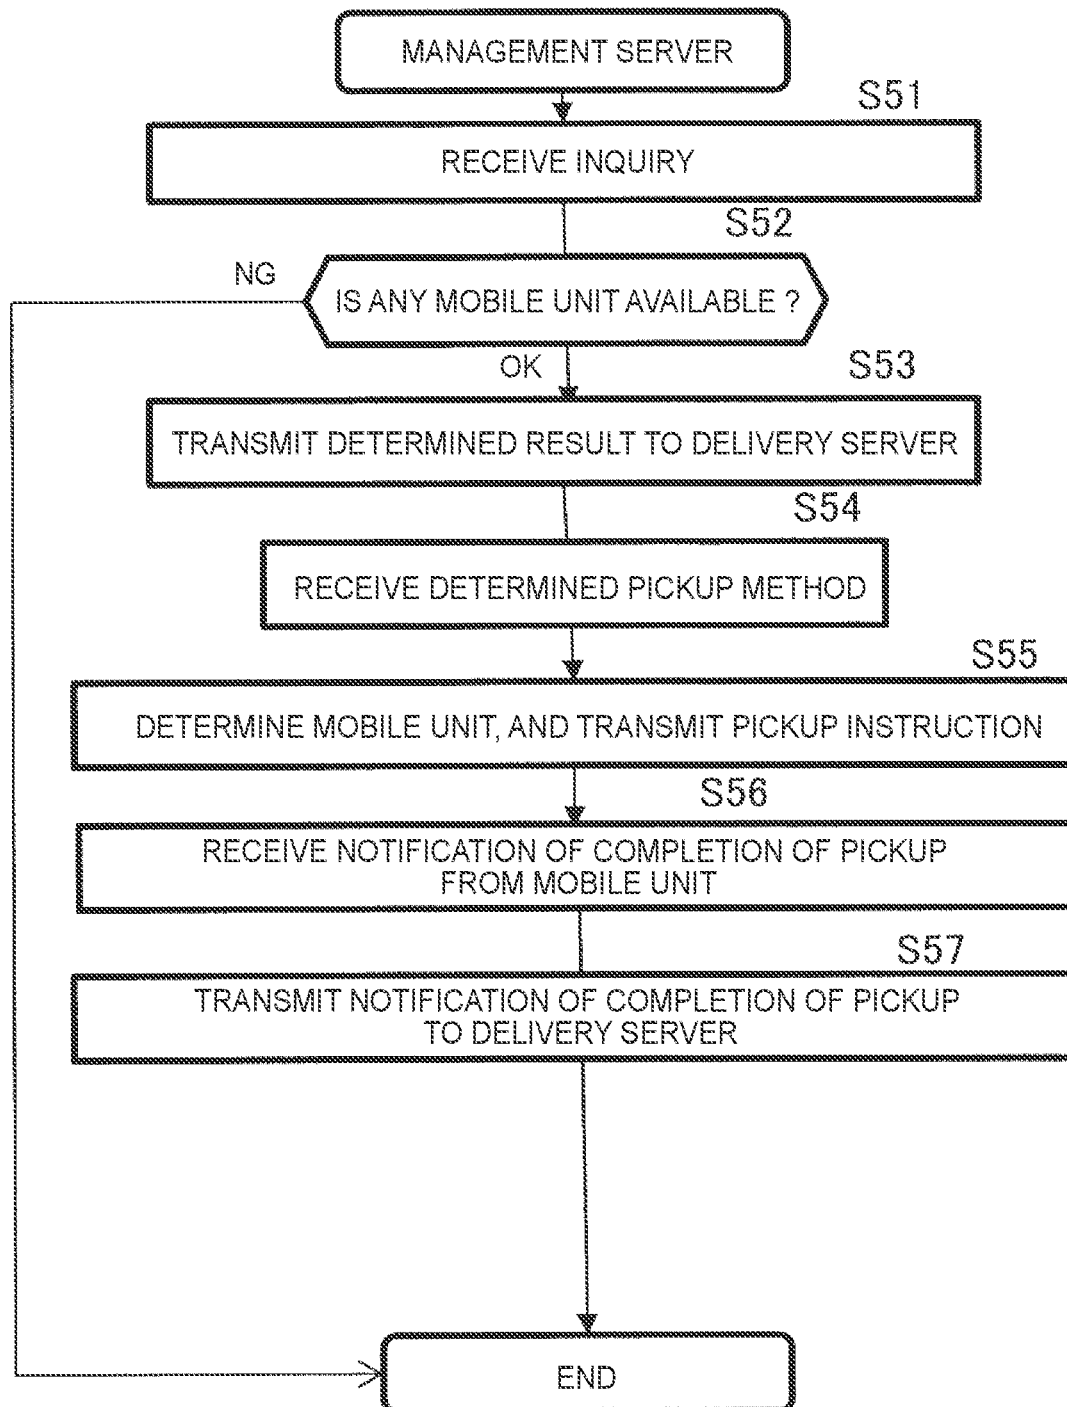 MANAGEMENT SERVER
S51
RECEIVE INQUIRY
S52
NG
IS ANY MOBILE UNIT AVAILABLE ?
OK
S53
TRANSMIT DETERMINED RESULT TO DELIVERY SERVER
S54
RECEIVE DETERMINED PICKUP METHOD
S55
DETERMINE MOBILE UNIT, AND TRANSMIT PICKUP INSTRUCTION
S56
RECEIVE NOTIFICATION OF COMPLETION OF PICKUP
FROM MOBILE UNIT
S57
TRANSMIT NOTIFICATION OF COMPLETION OF PICKUP
TO DELIVERY SERVER
END